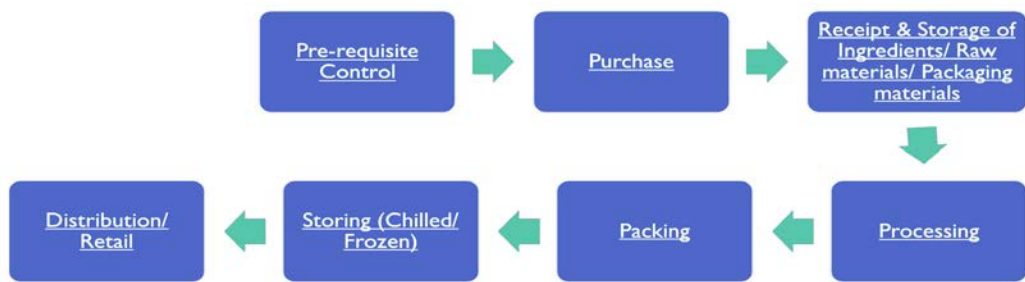 Pre-requisite
Control
Purchase
Receipt & Storage of
Ingredients/ Raw
materials/ Packaging
materials
Processing
Packing
Storing (Chilled/
Frozen)
Distribution/
Retail